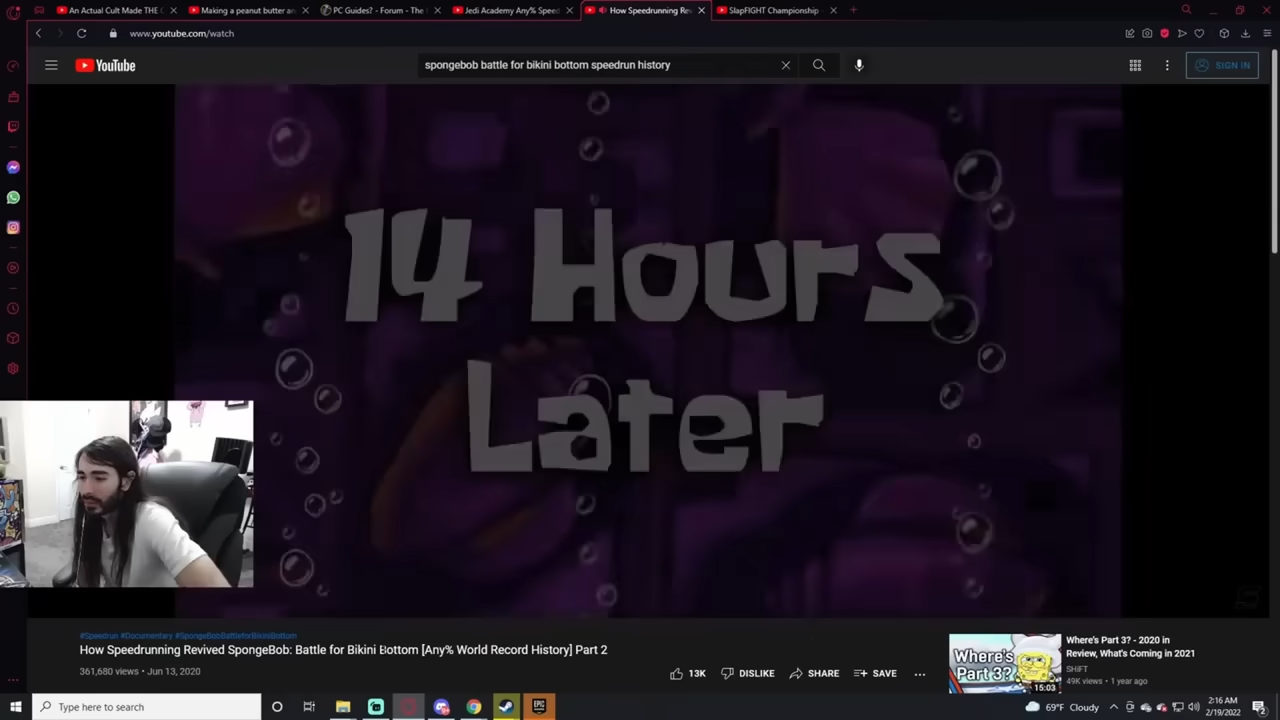 An Actual Cult Made THE C
Making a peanut butter an
PC Guides? - Forum - The
Jedi Academy Any% Speed
How Speedrunning Rev
SlapFIGHT Championship
www.youtube.com/watch
YouTube
spongebob battle for bikini bottom speedrun history
SIGN IN
14 Hours
Later
#Speedrun #Documentary #SpongeBobBattleforBikiniBottom
How Speedrunning Revived SpongeBob: Battle for Bikini Bottom [Any% World Record History] Part 2
361,680 views • Jun 13, 2020
13K
DISLIKE
SHARE
SAVE
Where's
Part 3?
15:03
Where's Part 3? - 2020 in
Review, What's Coming in 2021
SHiFT
49K views • 1 year ago
Type here to search
EPIC
69°F Cloudy
2:16 AM
2/19/2022
2